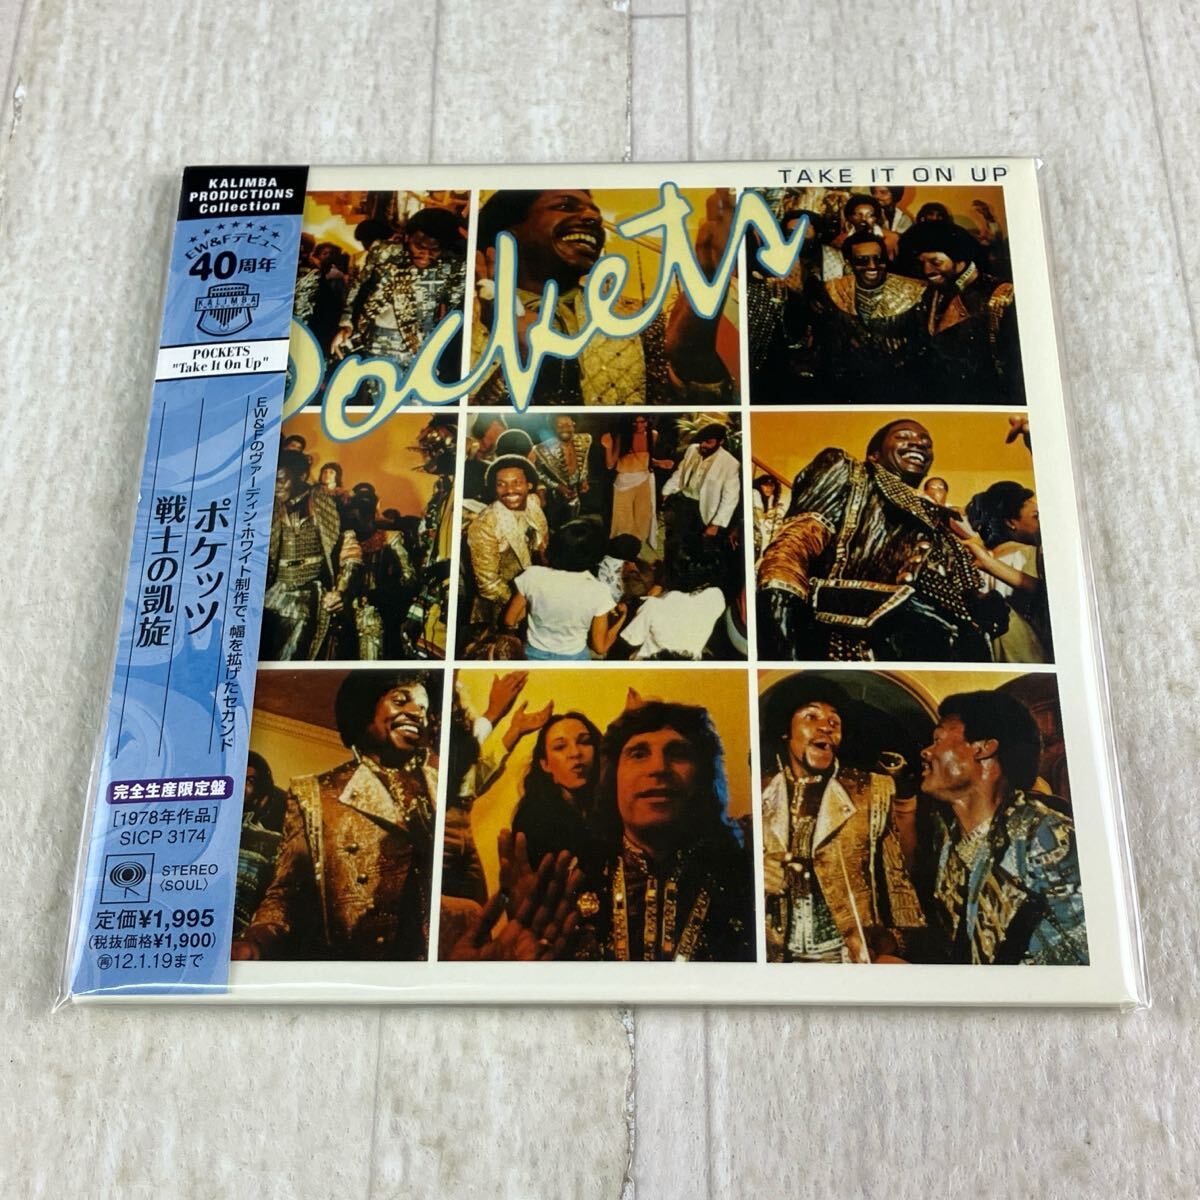 KALIMBA
PRODUCTIONS
Collection
EW&Fデビュー
40周年
KALIMBA
PRODUCTIONS
POCKETS
"Take It On Up"
EW&Fのヴァーディン・ホワイト制作で、幅を拡げたセカンド
ポケッツ
戦士の凱旋
完全生産限定盤
[1978年作品]
SICP 3174
STEREO
〈SOUL〉
定価¥1,995
(税抜価格¥1,900)
㋐12.1.19まで
TAKE IT ON UP
Pockets